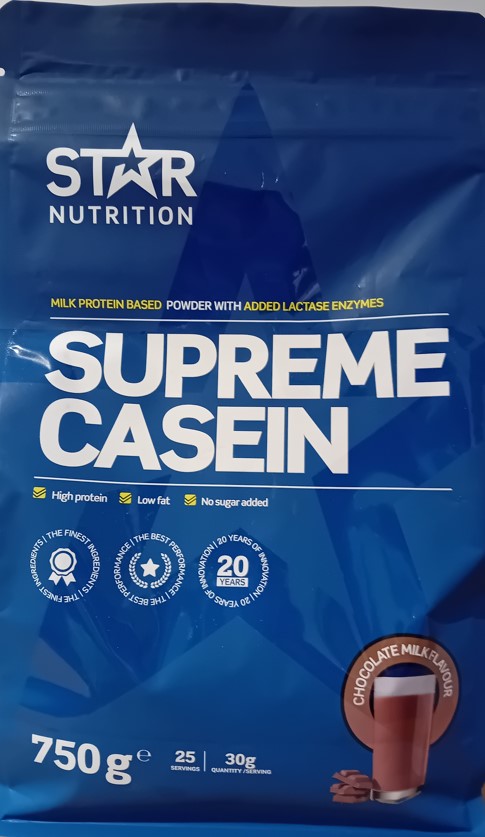 STAR
NUTRITION
MILK PROTEIN BASED POWDER WITH ADDED LACTASE ENZYMES
SUPREME
CASEIN
High protein Low fat No sugar added
THE FINEST INGREDIENTS | THE FINEST INGREDIENTS |
THE BEST PERFORMANCE | THE BEST PERFORMANCE |
20 YEARS OF INNOVATION | 20 YEARS OF INNOVATION |
20
YEARS
CHOCOLATE MILK FLAVOUR
750 g e
25
SERVINGS
30g
QUANTITY/SERVING